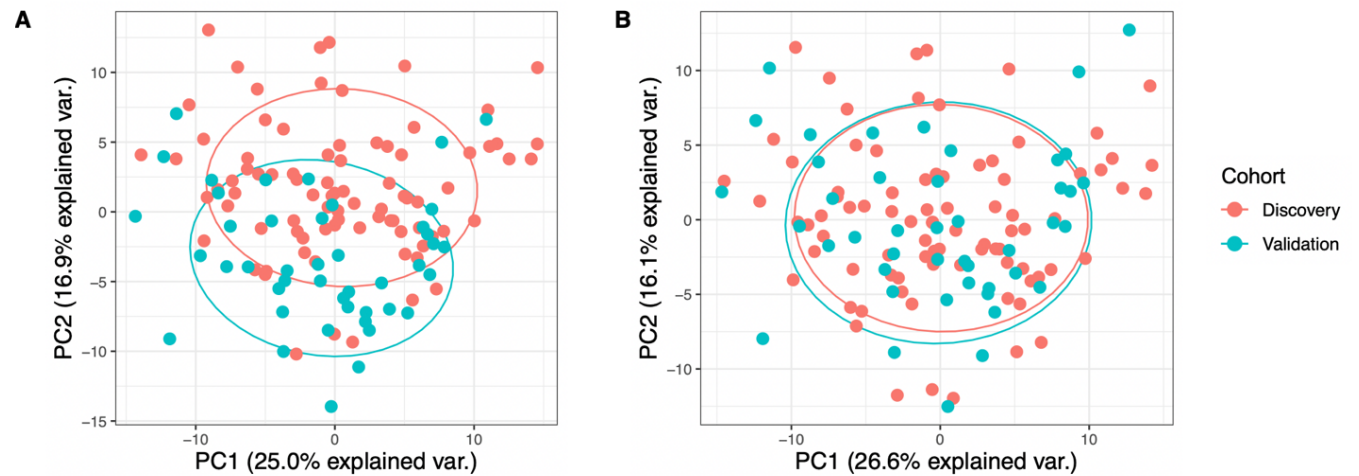 A
PC2 (16.9% explained var.)
10
5
0
−5
−10
−15
−10
0
10
PC1 (25.0% explained var.)
B
PC2 (16.1% explained var.)
10
5
0
−5
−10
−10
0
10
PC1 (26.6% explained var.)
Cohort
Discovery
Validation